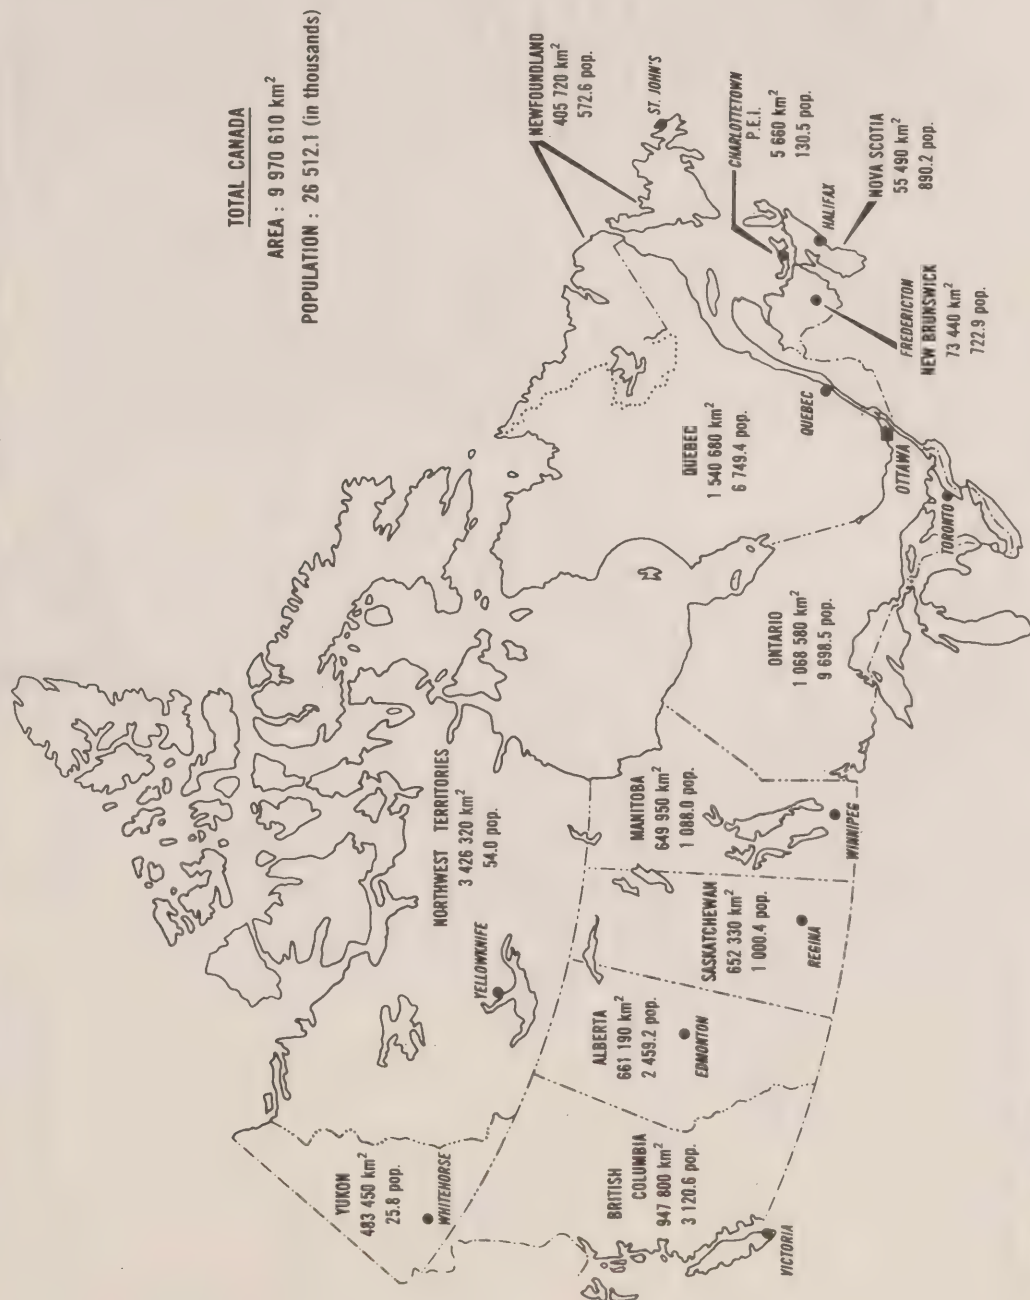 TOTAL CANADA
AREA : 9 970 610 km²
POPULATION : 26 512.1 (in thousands)
YUKON
483 450 km²
25.8 pop.
WHITEHORSE
NORTHWEST TERRITORIES
3 426 320 km²
54.0 pop.
YELLOWKNIFE
BRITISH
COLUMBIA
947 800 km²
3 120.6 pop.
VICTORIA
ALBERTA
661 190 km²
2 459.2 pop.
EDMONTON
SASKATCHEWAN
652 330 km²
1 000.4 pop.
REGINA
MANITOBA
649 950 km²
1 088.0 pop.
WINNIPEG
ONTARIO
1 068 580 km²
9 698.5 pop.
TORONTO
OTTAWA
QUEBEC
1 540 680 km²
6 749.4 pop.
QUEBEC
NEWFOUNDLAND
405 720 km²
572.6 pop.
ST. JOHN'S
CHARLOTTETOWN
P.E.I.
5 660 km²
130.5 pop.
HALIFAX
NOVA SCOTIA
55 490 km²
890.2 pop.
FREDERICTON
NEW BRUNSWICK
73 440 km²
722.9 pop.